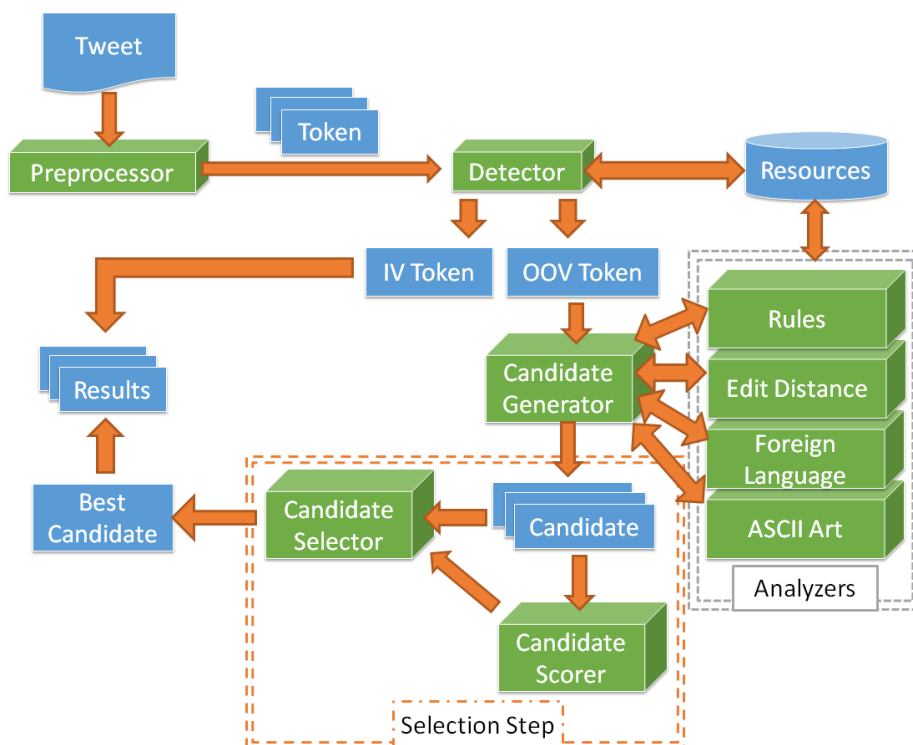 Tweet
Token
Preprocessor
Detector
Resources
IV Token
OOV Token
Rules
Results
Candidate
Generator
Edit Distance
Foreign
Language
Best
Candidate
Candidate
Selector
Candidate
ASCII Art
Analyzers
Candidate
Scorer
Selection Step